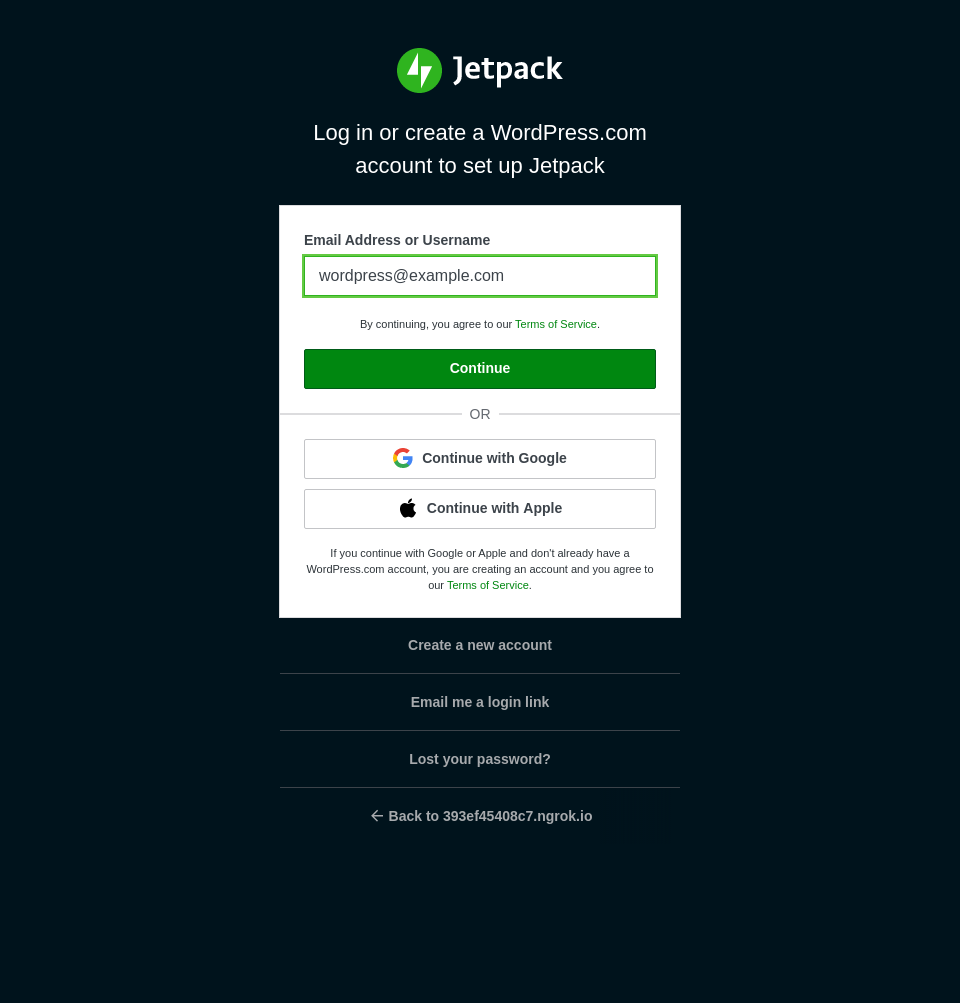 Jetpack
Log in or create a WordPress.com
account to set up Jetpack
Email Address or Username
wordpress@example.com
By continuing, you agree to our Terms of Service.
Continue
OR
Continue with Google
Continue with Apple
If you continue with Google or Apple and don't already have a
WordPress.com account, you are creating an account and you agree to
our Terms of Service.
Create a new account
Email me a login link
Lost your password?
Back to 393ef45408c7.ngrok.io